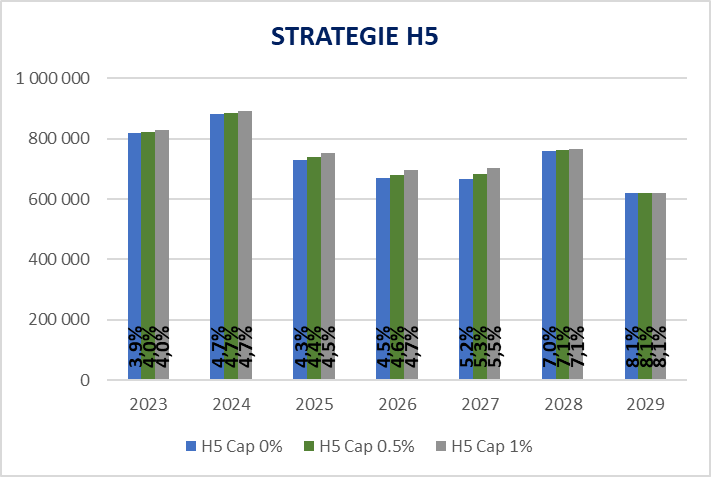 STRATEGIE H5
1 000 000
800 000
600 000
400 000
200 000
0
3,9% 4,0% 4,0% 4,7% 4,7% 4,7% 4,3% 4,4% 4,5% 4,5% 4,6% 4,7% 5,2% 5,3% 5,5% 7,0% 7,1% 7,1% 8,1% 8,1% 8,1%
2023 2024 2025 2026 2027 2028 2029
H5 Cap 0% H5 Cap 0.5% H5 Cap 1%